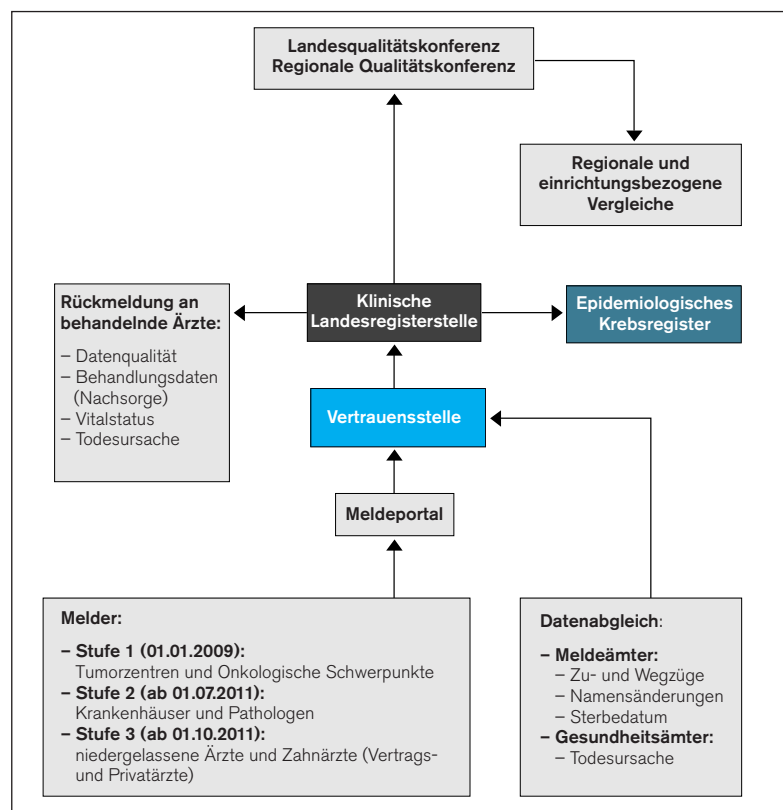 Landesqualitätskonferenz
Regionale Qualitätskonferenz
Regionale und
einrichtungsbezogene
Vergleiche
Rückmeldung an
behandelnde Ärzte:
– Datenqualität
– Behandlungsdaten
(Nachsorge)
– Vitalstatus
– Todesursache
Klinische
Landesregisterstelle
Epidemiologisches
Krebsregister
Vertrauensstelle
Meldeportal
Melder:
– Stufe 1 (01.01.2009):
Tumorzentren und Onkologische Schwerpunkte
– Stufe 2 (ab 01.07.2011):
Krankenhäuser und Pathologen
– Stufe 3 (ab 01.10.2011):
niedergelassene Ärzte und Zahnärzte (Vertrags-
und Privatärzte)
Datenabgleich:
– Meldeämter:
– Zu- und Wegzüge
– Namensänderungen
– Sterbedatum
– Gesundheitsämter:
– Todesursache